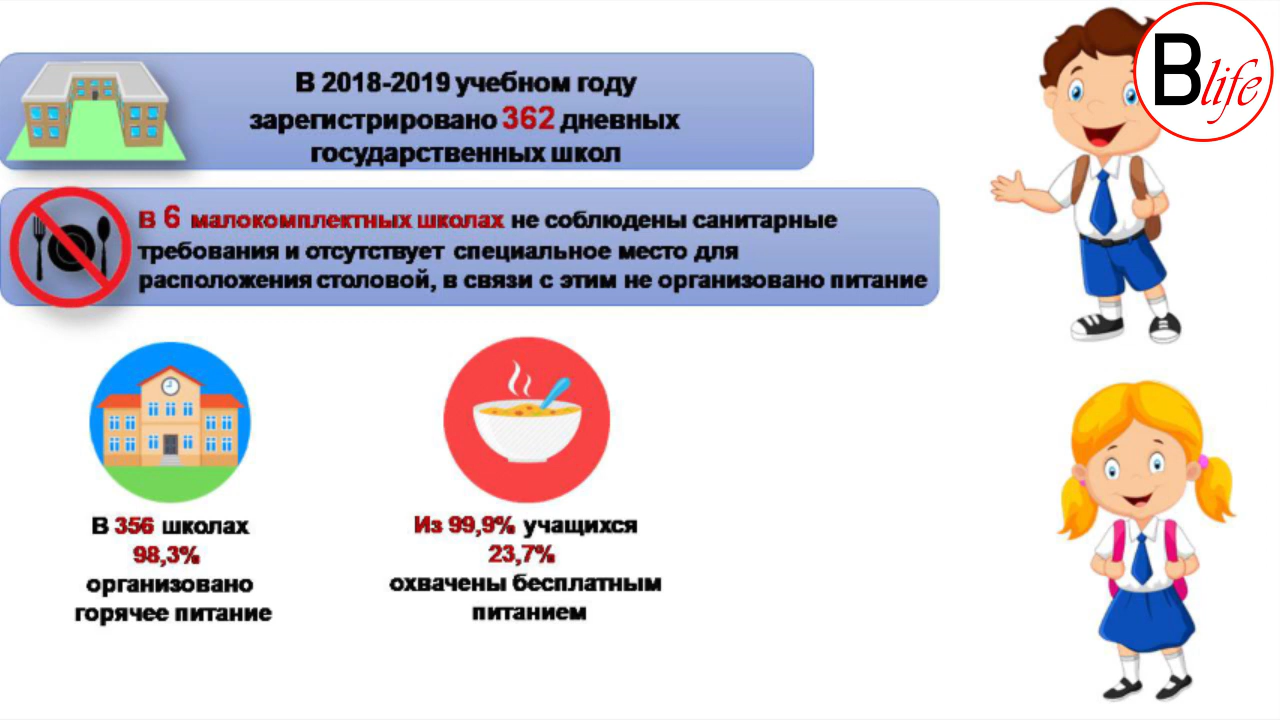 В 2018-2019 учебном году
зарегистрировано 362 дневных
государственных школ
В 6 малокомплектных школах не соблюдены санитарные
требования и отсутствует специальное место для
расположения столовой, в связи с этим не организовано питание
В 356 школах
98,3%
организовано
горячее питание
Из 99,9% учащихся
23,7%
охвачены бесплатным
питанием
B life